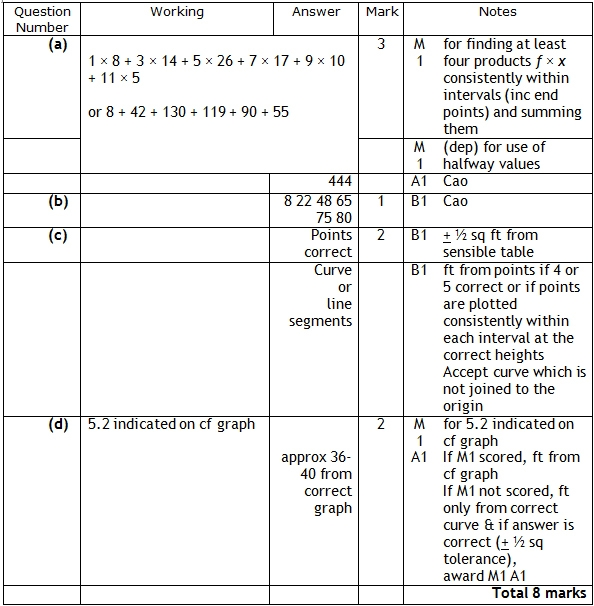 Question Number Working Answer Mark Notes
(a) 3 M1 for finding at least
1 × 8 + 3 × 14 + 5 × 26 + 7 × 17 + 9 × 10 four products f × x
+ 11 × 5 consistently within
intervals (inc end
or 8 + 42 + 130 + 119 + 90 + 55 points) and summing
them
M1 (dep) for use of
halfway values
444 A1 Cao
(b) 8 22 48 65 1 B1 Cao
75 80
(c) Points 2 B1 ± ½ sq ft from
correct sensible table
Curve B1 ft from points if 4 or
or 5 correct or if points
line are plotted
segments consistently within
each interval at the
correct heights
Accept curve which is
not joined to the
origin
(d) 5.2 indicated on cf graph 2 M1 for 5.2 indicated on
cf graph
approx 36- A1 If M1 scored, ft from
40 from cf graph
correct If M1 not scored, ft
graph only from correct
curve & if answer is
correct (± ½ sq
tolerance),
award M1 A1
Total 8 marks